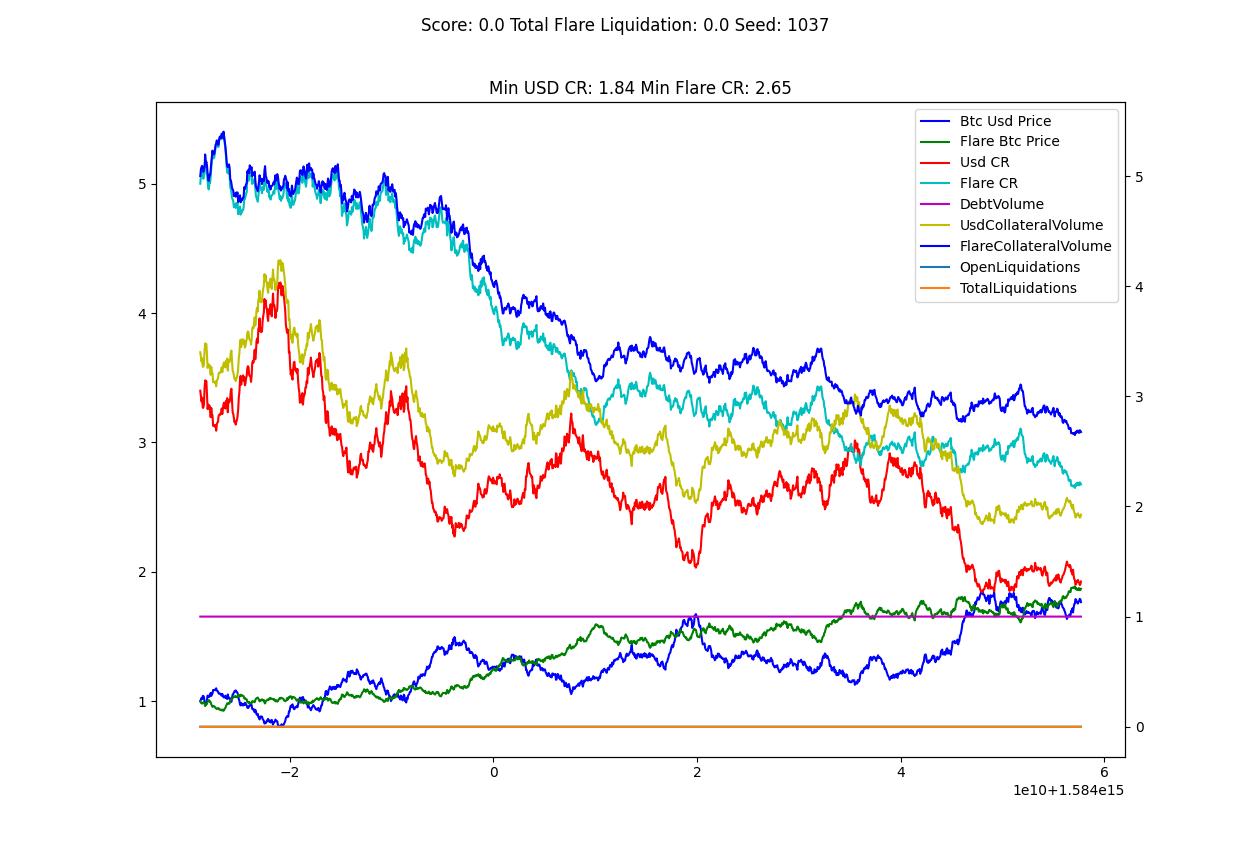 Score: 0.0 Total Flare Liquidation: 0.0 Seed: 1037
Min USD CR: 1.84 Min Flare CR: 2.65
Btc Usd Price
Flare Btc Price
Usd CR
Flare CR
DebtVolume
UsdCollateralVolume
FlareCollateralVolume
OpenLiquidations
TotalLiquidations
5
4
3
2
1
5
4
3
2
1
0
−2
0
2
4
6
1e10+1.584e15